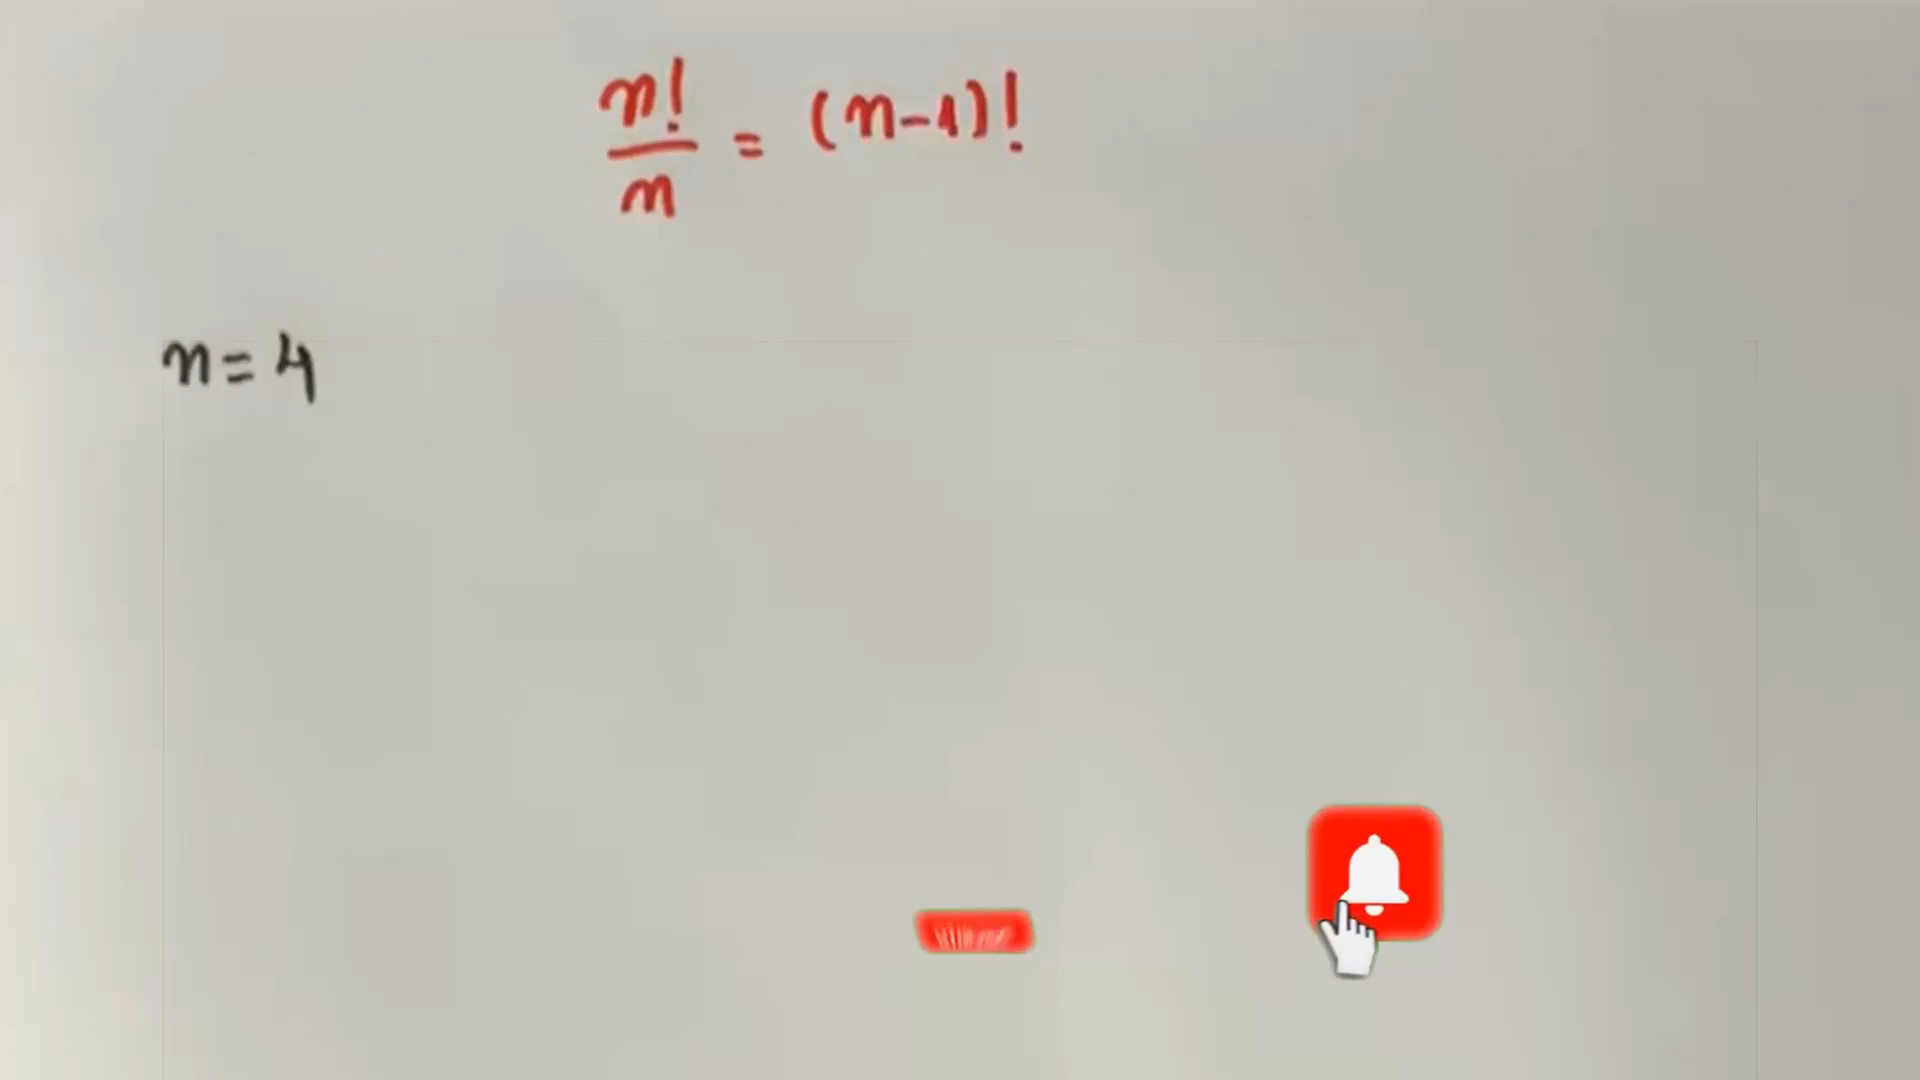 n!/n = (n-1)!
n = 4